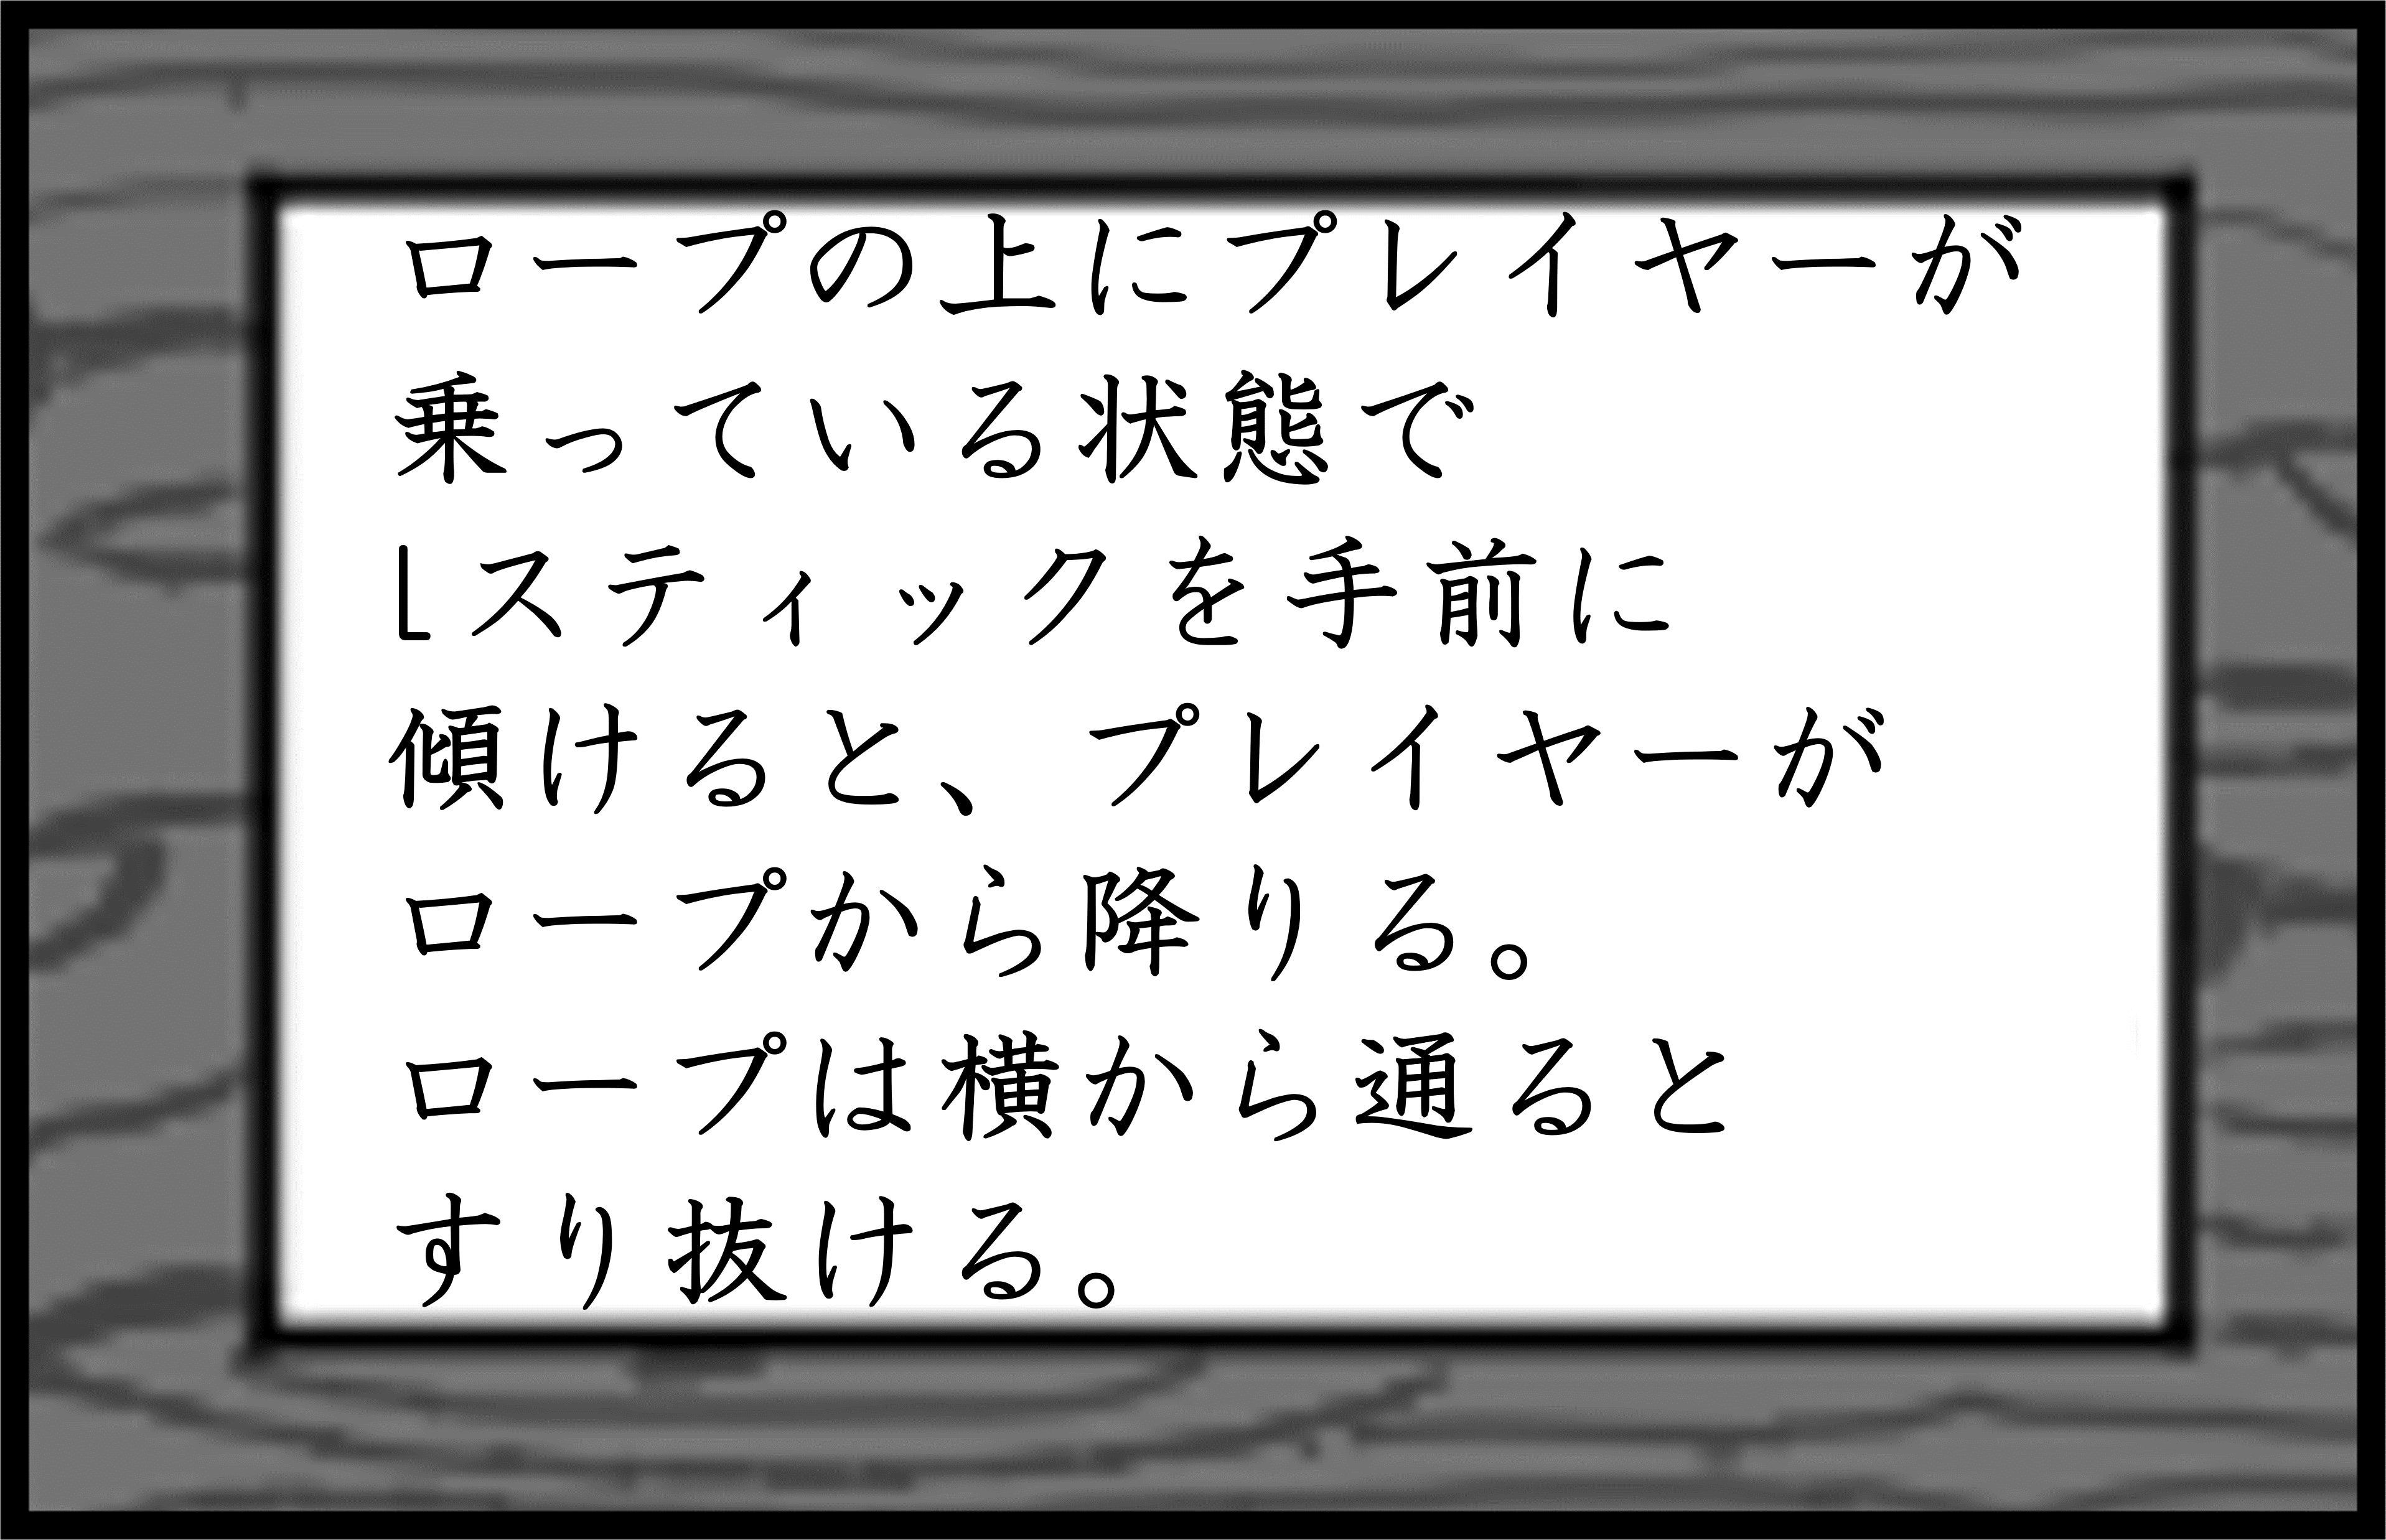 ロープの上にプレイヤーが
乗っている状態で
Lスティックを手前に
傾けると、プレイヤーが
ロープから降りる。
ロープは横から通ると
すり抜ける。